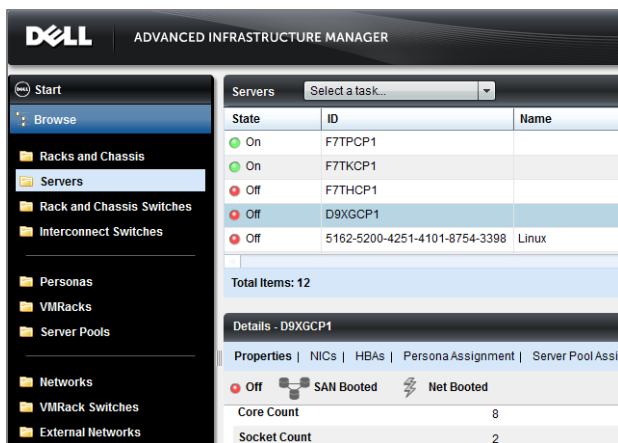 DELL ADVANCED INFRASTRUCTURE MANAGER
DELL Start
Browse
Racks and Chassis
Servers
Rack and Chassis Switches
Interconnect Switches
Personas
VMRacks
Server Pools
Networks
VMRack Switches
External Networks
Servers Select a task...
State ID Name
On F7TPCP1
On F7TKCP1
Off F7THCP1
Off D9XGCP1
Off 5162-5200-4251-4101-8754-3398 Linux
Total Items: 12
Details - D9XGCP1
Properties | NICs | HBAs | Persona Assignment | Server Pool Assi
Off SAN Booted Net Booted
Core Count 8
Socket Count 2